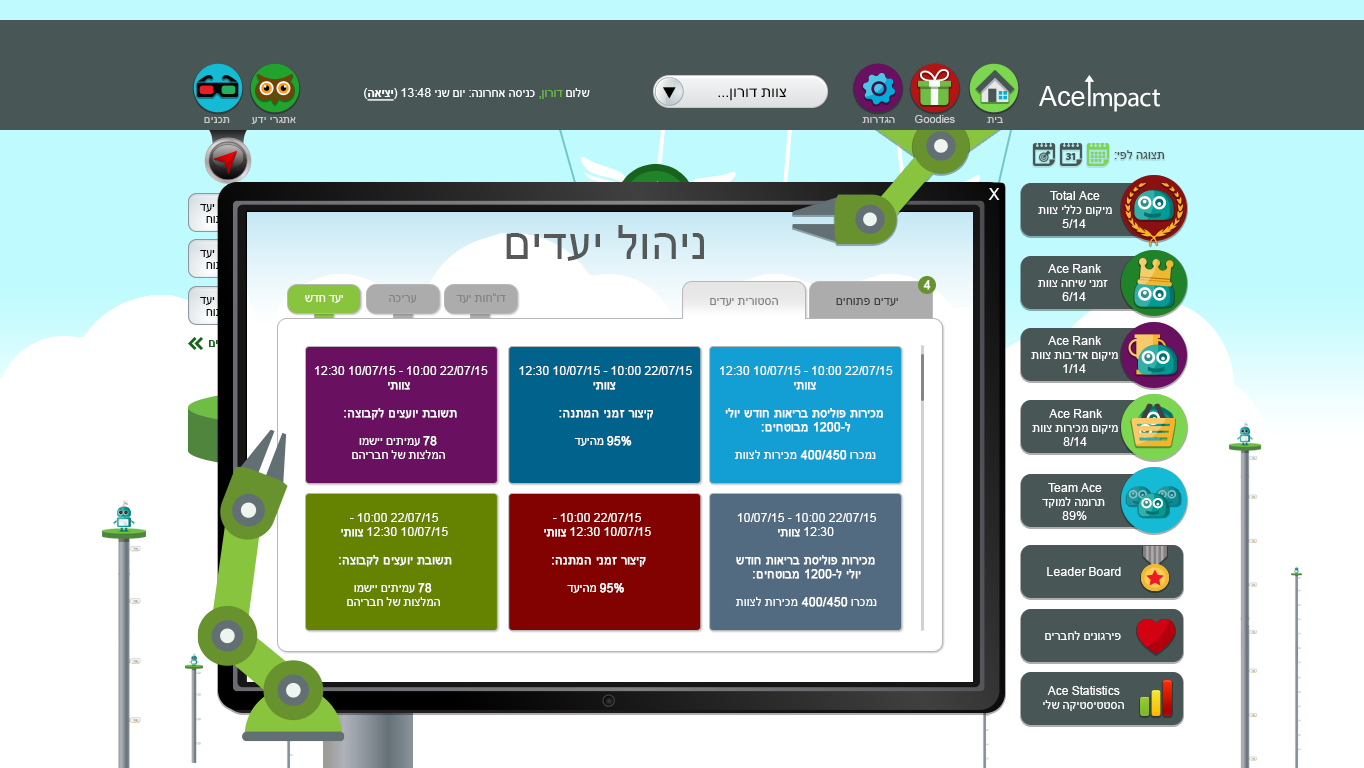 AceImpact
בית
Goodies
הגדרות
צוות דורון...
שלום דורון, כניסה אחרונה: יום שני 13:48 (יציאה)
אתגרי ידע
תכנים
תצוגה לפי:
31
Total Ace
מיקום כללי צוות
5/14
Ace Rank
זמני שיחה צוות
6/14
Ace Rank
מיקום אדיבות צוות
1/14
Ace Rank
מיקום מכירות צוות
8/14
Team Ace
תרומה למוקד
89%
Leader Board
פירגונים לחברים
Ace Statistics
הסטטיסטיקה שלי
X
ניהול יעדים
יעדים פתוחים
4
הסטורית יעדים
דו"חות יעד
עריכה
יעד חדש
22/07/15 10:00 - 10/07/15 12:30
צוותי
מכירות פוליסת בריאות חודש יולי
ל-1200 מבוטחים:
נמכרו 400/450 מכירות לצוות
22/07/15 10:00 - 10/07/15 12:30
צוותי
קיצור זמני המתנה:
95% מהיעד
22/07/15 10:00 - 10/07/15 12:30
צוותי
תשובת יועצים לקבוצה:
78 עמיתים יישמו
המלצות של חבריהם
22/07/15 10:00 - 10/07/15
12:30 צוותי
מכירות פוליסת בריאות חודש
יולי ל-1200 מבוטחים:
נמכרו 400/450 מכירות לצוות
22/07/15 10:00 -
10/07/15 12:30 צוותי
קיצור זמני המתנה:
95% מהיעד
22/07/15 10:00 -
10/07/15 12:30 צוותי
תשובת יועצים לקבוצה:
78 עמיתים יישמו
המלצות של חבריהם
יעד
יעד
יעד